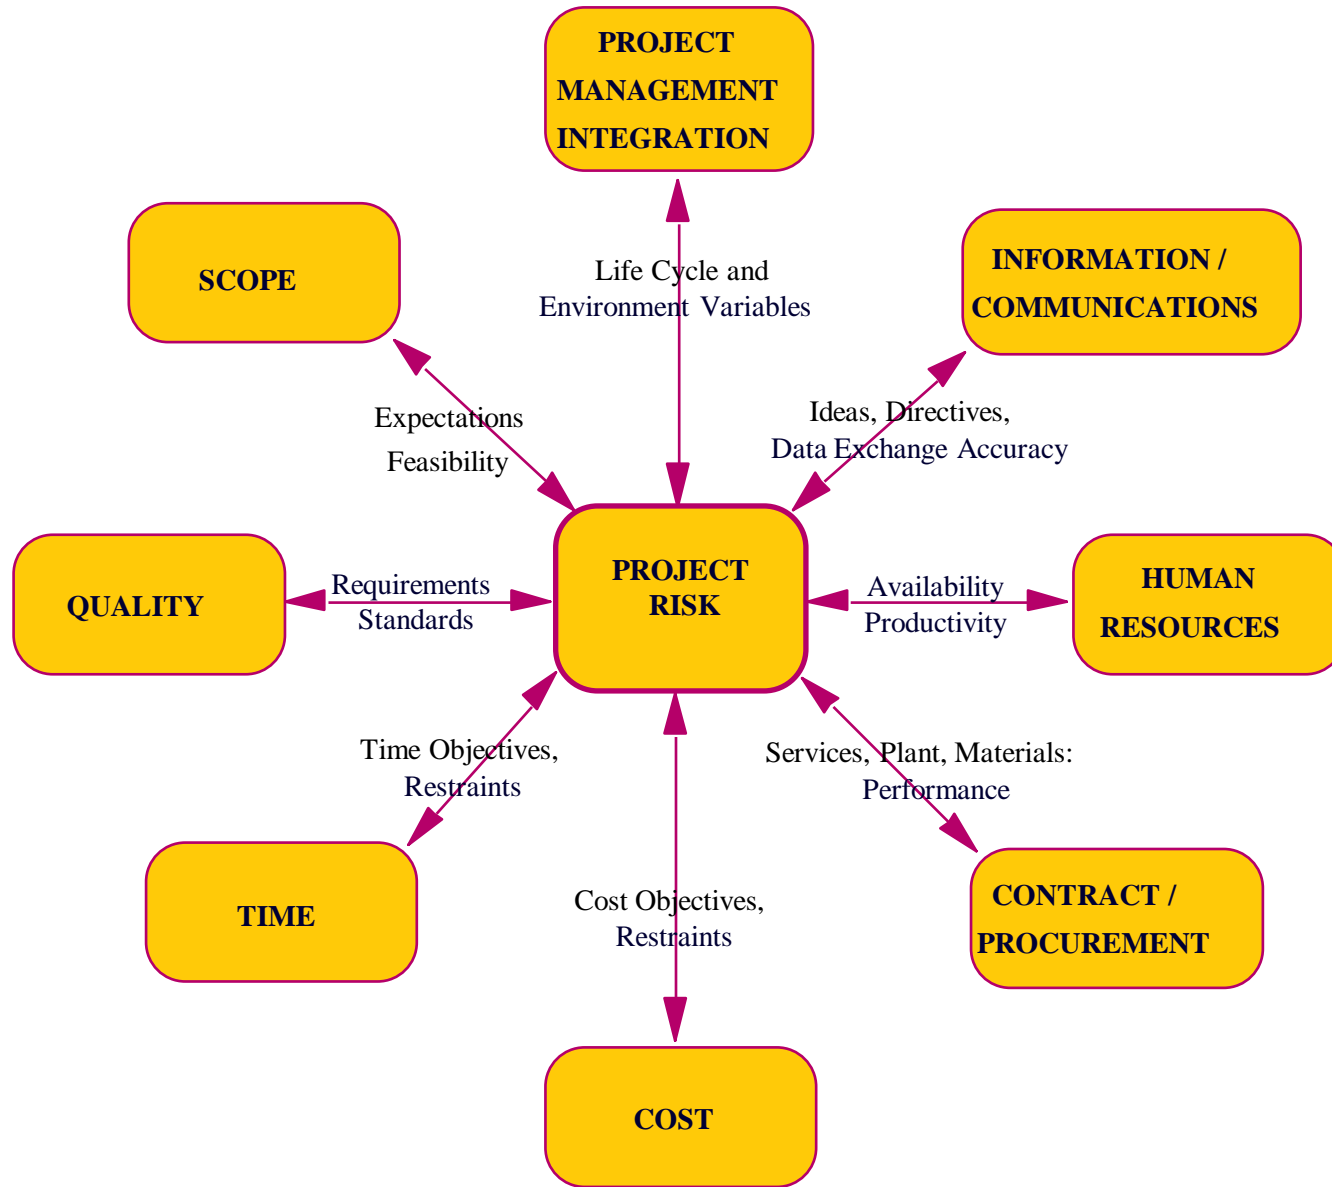 PROJECT
MANAGEMENT
INTEGRATION
SCOPE
INFORMATION /
COMMUNICATIONS
Life Cycle and
Environment Variables
Expectations
Feasibility
Ideas, Directives,
Data Exchange Accuracy
QUALITY
Requirements
Standards
PROJECT
RISK
Availability
Productivity
HUMAN
RESOURCES
Time Objectives,
Restraints
Services, Plant, Materials:
Performance
TIME
Cost Objectives,
Restraints
CONTRACT /
PROCUREMENT
COST